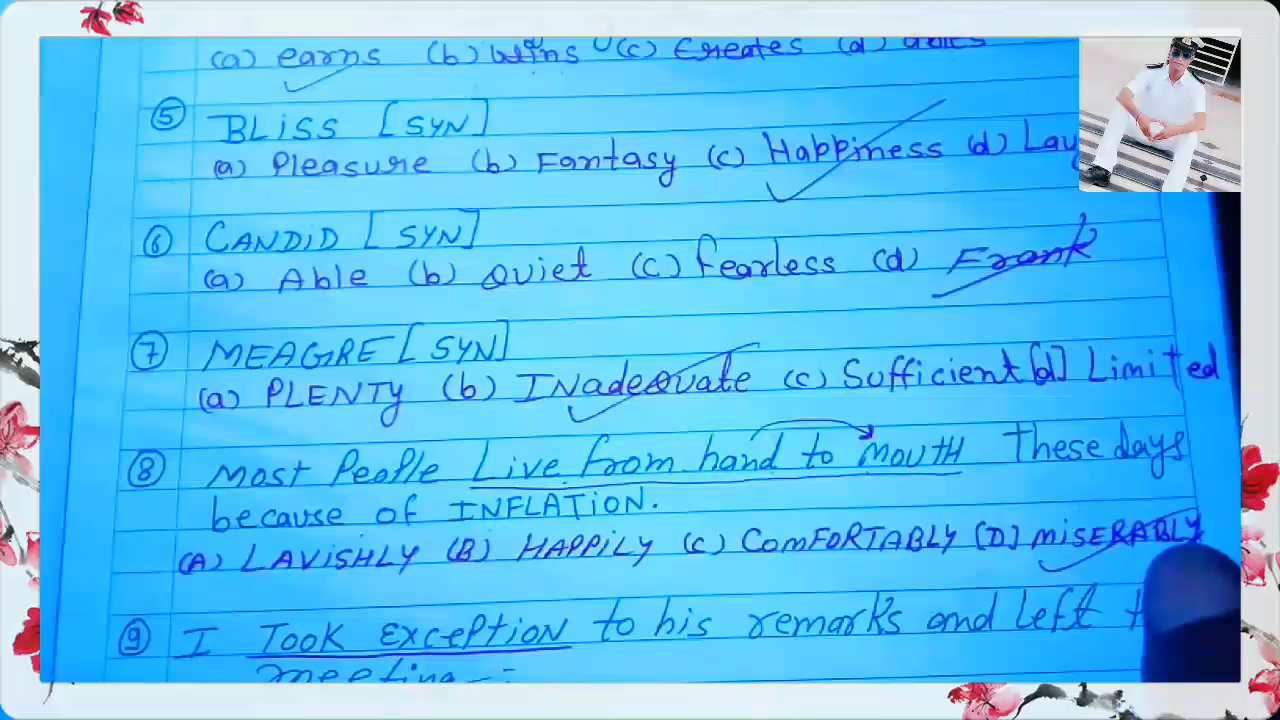 (a) earns (b) wins (c) Creates (d)
⑤ BLiSS [SYN]
(a) Pleasure (b) Fantasy (c) Happiness (d) Lay
⑥ CANDiD [SYN]
(a) Able (b) Quiet (c) fearless (d) Frank
⑦ MEAGRE [SYN]
(a) PLENTY (b) INadequate (c) Sufficient [d] Limited
⑧ Most People Live from hand to MOUTH These days
because of INFLATiON.
(A) LAViSHLY (B) HAPPiLY (C) COMFORTABLY (D) MiSERABLY
⑨ I Took Exception to his remarks and left
meeting